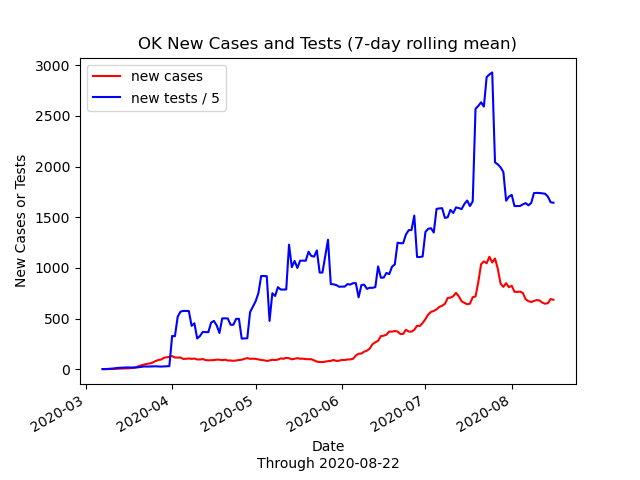 OK New Cases and Tests (7-day rolling mean)
new cases
new tests / 5
3000
2500
2000
1500
1000
500
0
New Cases or Tests
2020-03
2020-04
2020-05
2020-06
2020-07
2020-08
Date
Through 2020-08-22